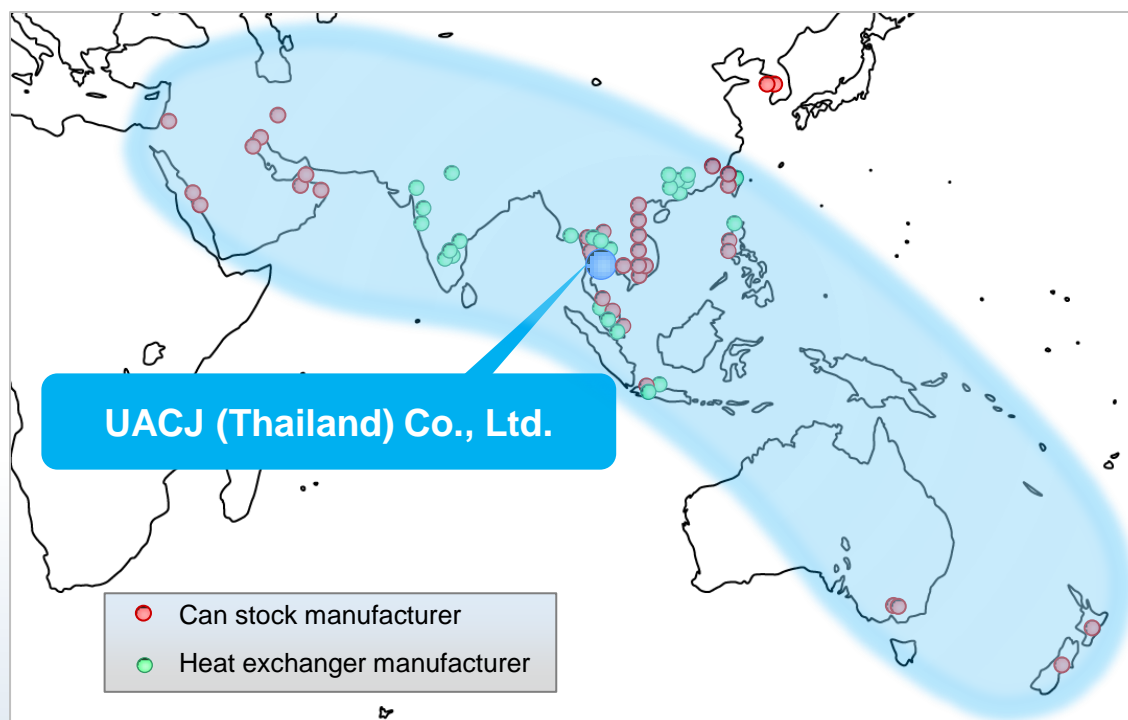 UACJ (Thailand) Co., Ltd.
Can stock manufacturer
Heat exchanger manufacturer